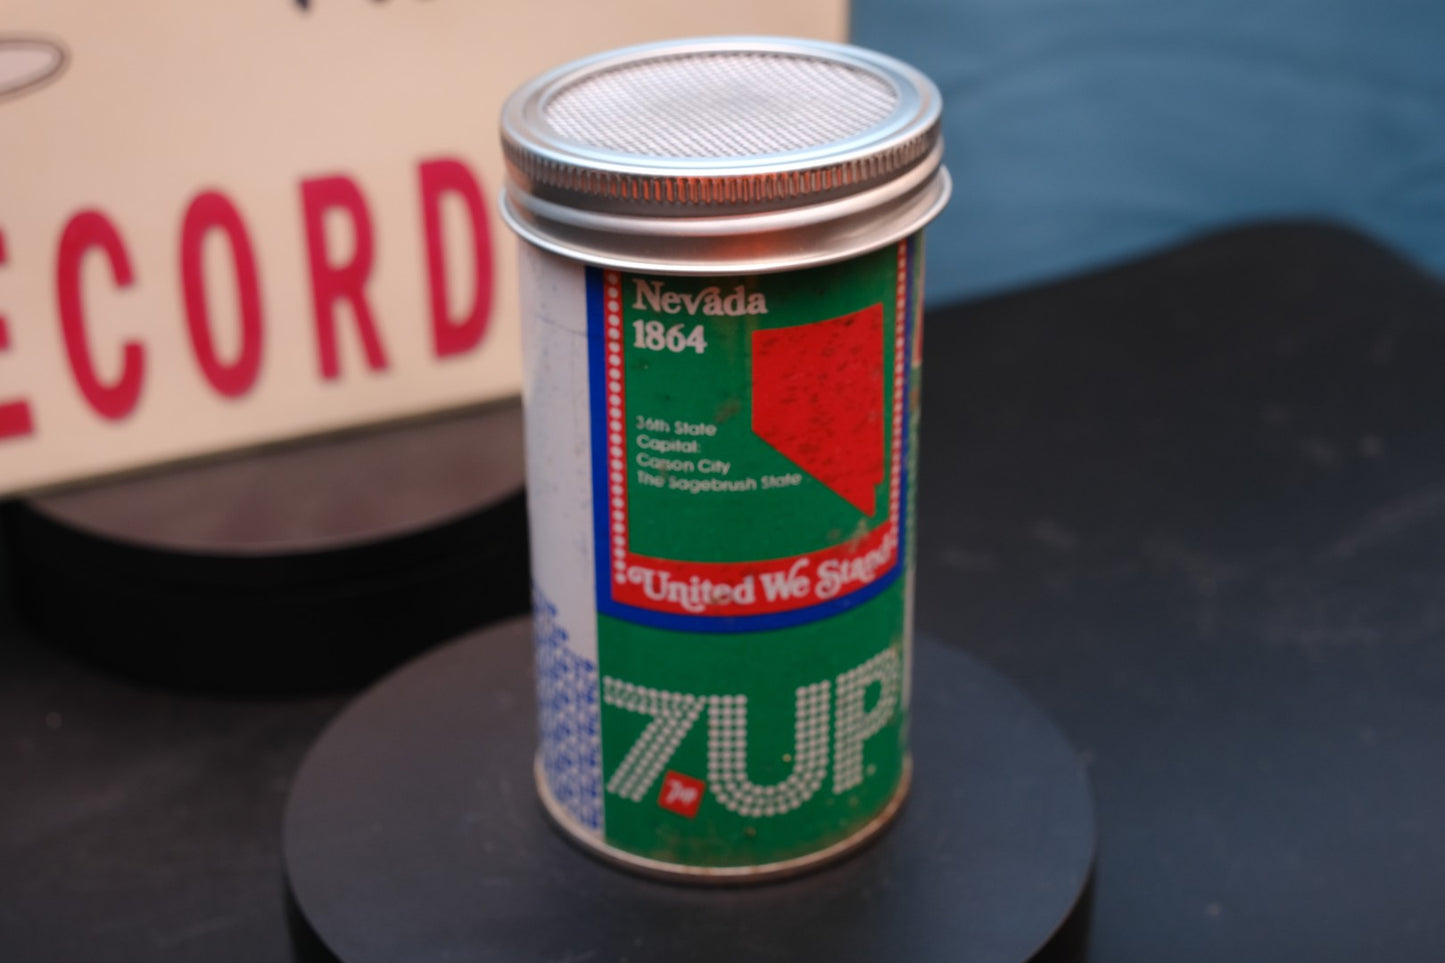 ECORD
Nevada
1864
36th State
Capital:
Carson City
The Sagebrush State
United We Stand
7UP
7up